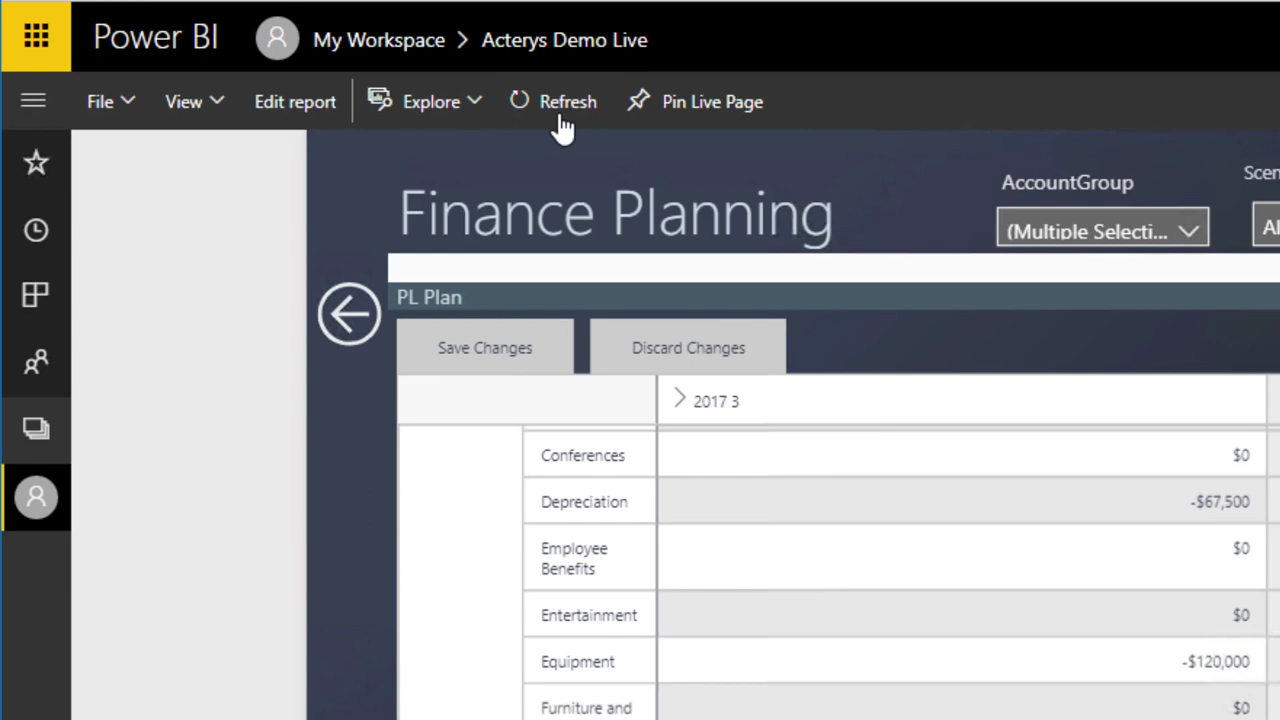 Power BI
My Workspace > Acterys Demo Live
File View Edit report Explore Refresh Pin Live Page
Finance Planning
AccountGroup
(Multiple Selecti...
PL Plan
Save Changes Discard Changes
2017 3
Conferences $0
Depreciation -$67,500
Employee $0
Benefits
Entertainment $0
Equipment -$120,000
Furniture and $0